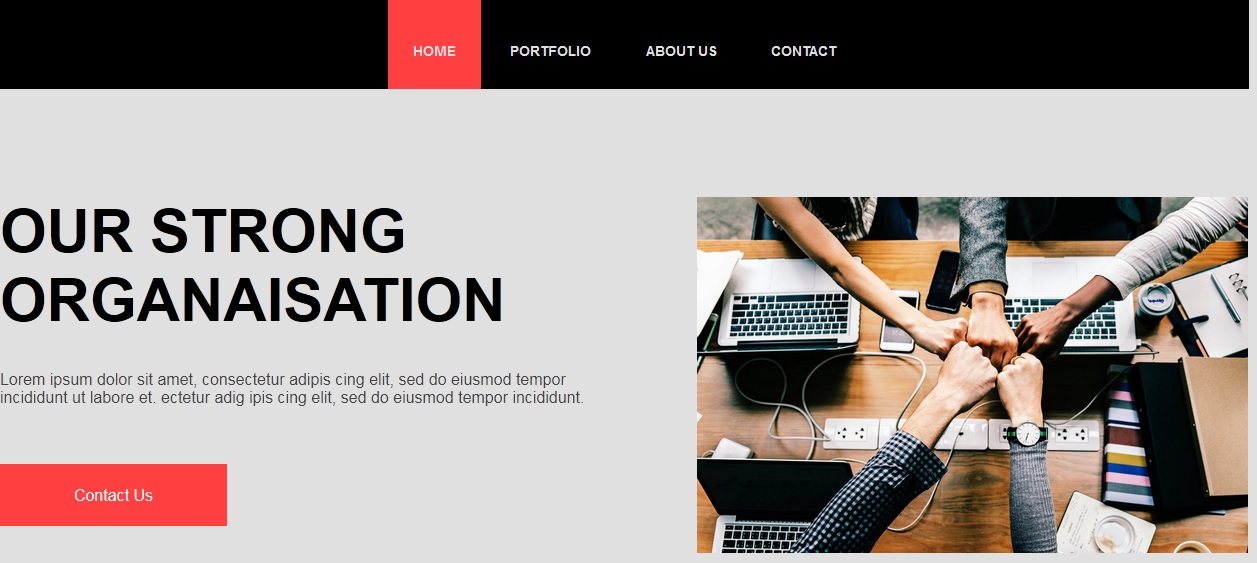 HOME PORTFOLIO ABOUT US CONTACT
OUR STRONG
ORGANAISATION
Lorem ipsum dolor sit amet, consectetur adipis cing elit, sed do eiusmod tempor
incididunt ut labore et. ectetur adig ipis cing elit, sed do eiusmod tempor incididunt.
Contact Us